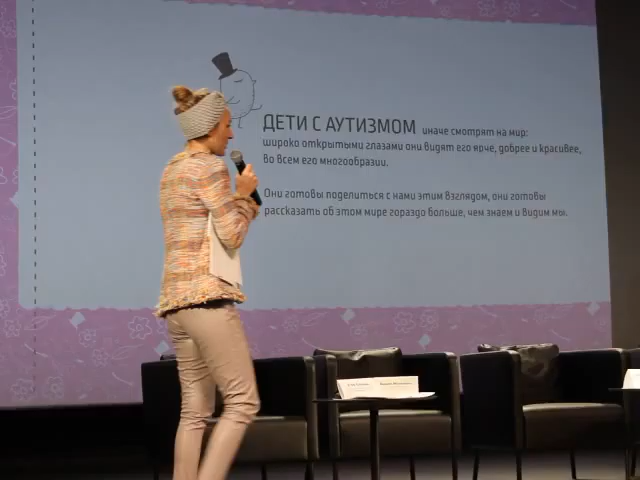 ДЕТИ С АУТИЗМОМ иначе смотрят на мир:
широко открытыми глазами они видят его ярче, добрее и красивее,
во всем его многообразии.
Они готовы поделиться с нами этим взглядом, они готовы
рассказать об этом мире гораздо больше, чем знаем и видим мы.